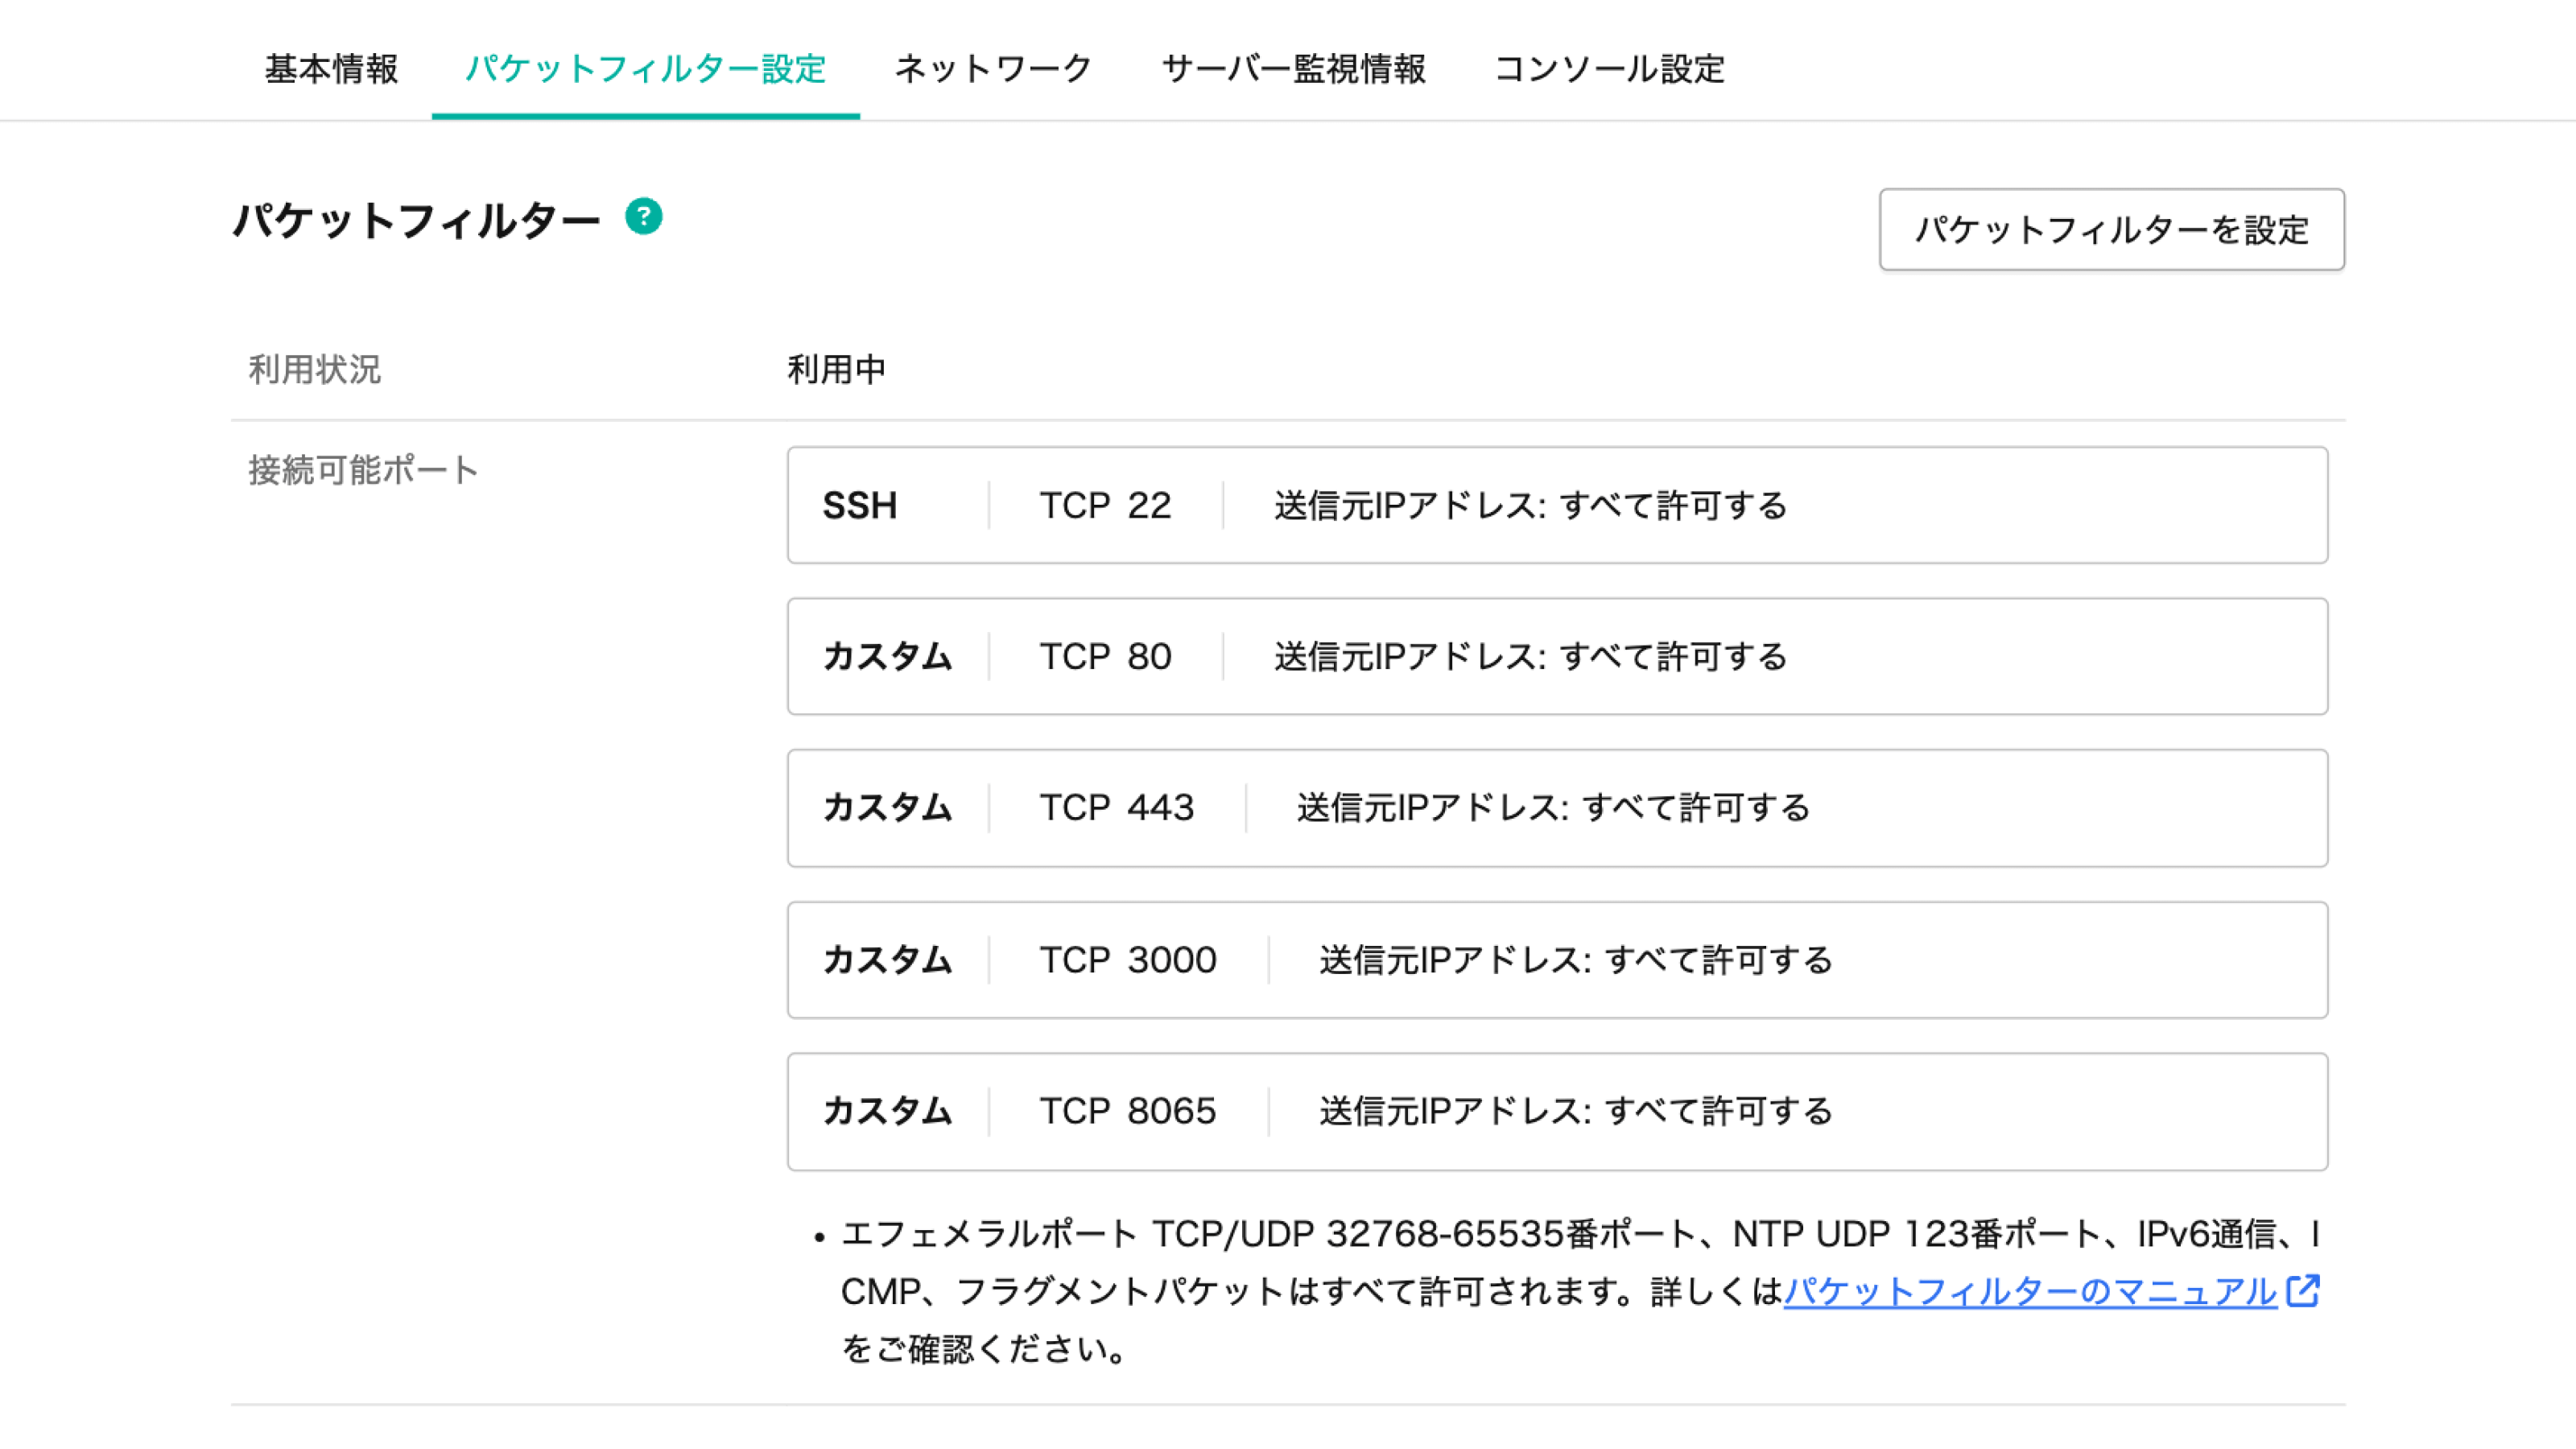 基本情報 パケットフィルター設定 ネットワーク サーバー監視情報 コンソール設定
パケットフィルター ?
パケットフィルターを設定
利用状況 利用中
接続可能ポート
SSH TCP 22 送信元IPアドレス: すべて許可する
カスタム TCP 80 送信元IPアドレス: すべて許可する
カスタム TCP 443 送信元IPアドレス: すべて許可する
カスタム TCP 3000 送信元IPアドレス: すべて許可する
カスタム TCP 8065 送信元IPアドレス: すべて許可する
• エフェメラルポート TCP/UDP 32768-65535番ポート、NTP UDP 123番ポート、IPv6通信、I
CMP、フラグメントパケットはすべて許可されます。詳しくはパケットフィルターのマニュアル
をご確認ください。